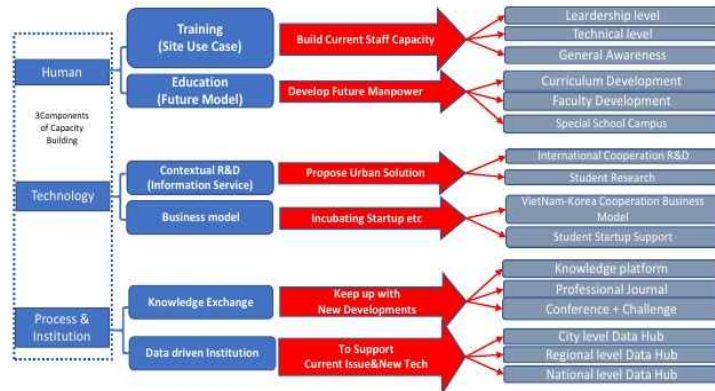 Human
3Components
of Capacity
Building
Technology
Process &
Institution
Training
(Site Use Case)
Education
(Future Model)
Contextual R&D
(Information Service)
Business model
Knowledge Exchange
Data driven Institution
Build Current Staff Capacity
Develop Future Manpower
Propose Urban Solution
Incubating Startup etc
Keep up with
New Developments
To Support
Current Issue&New Tech
Leardership level
Technical level
General Awareness
Curriculum Development
Faculty Development
Special School Campus
International Cooperation R&D
Student Research
VietNam-Korea Cooperation Business
Model
Student Startup Support
Knowledge platform
Professional Journal
Conference + Challenge
City level Data Hub
Regional level Data Hub
National level Data Hub